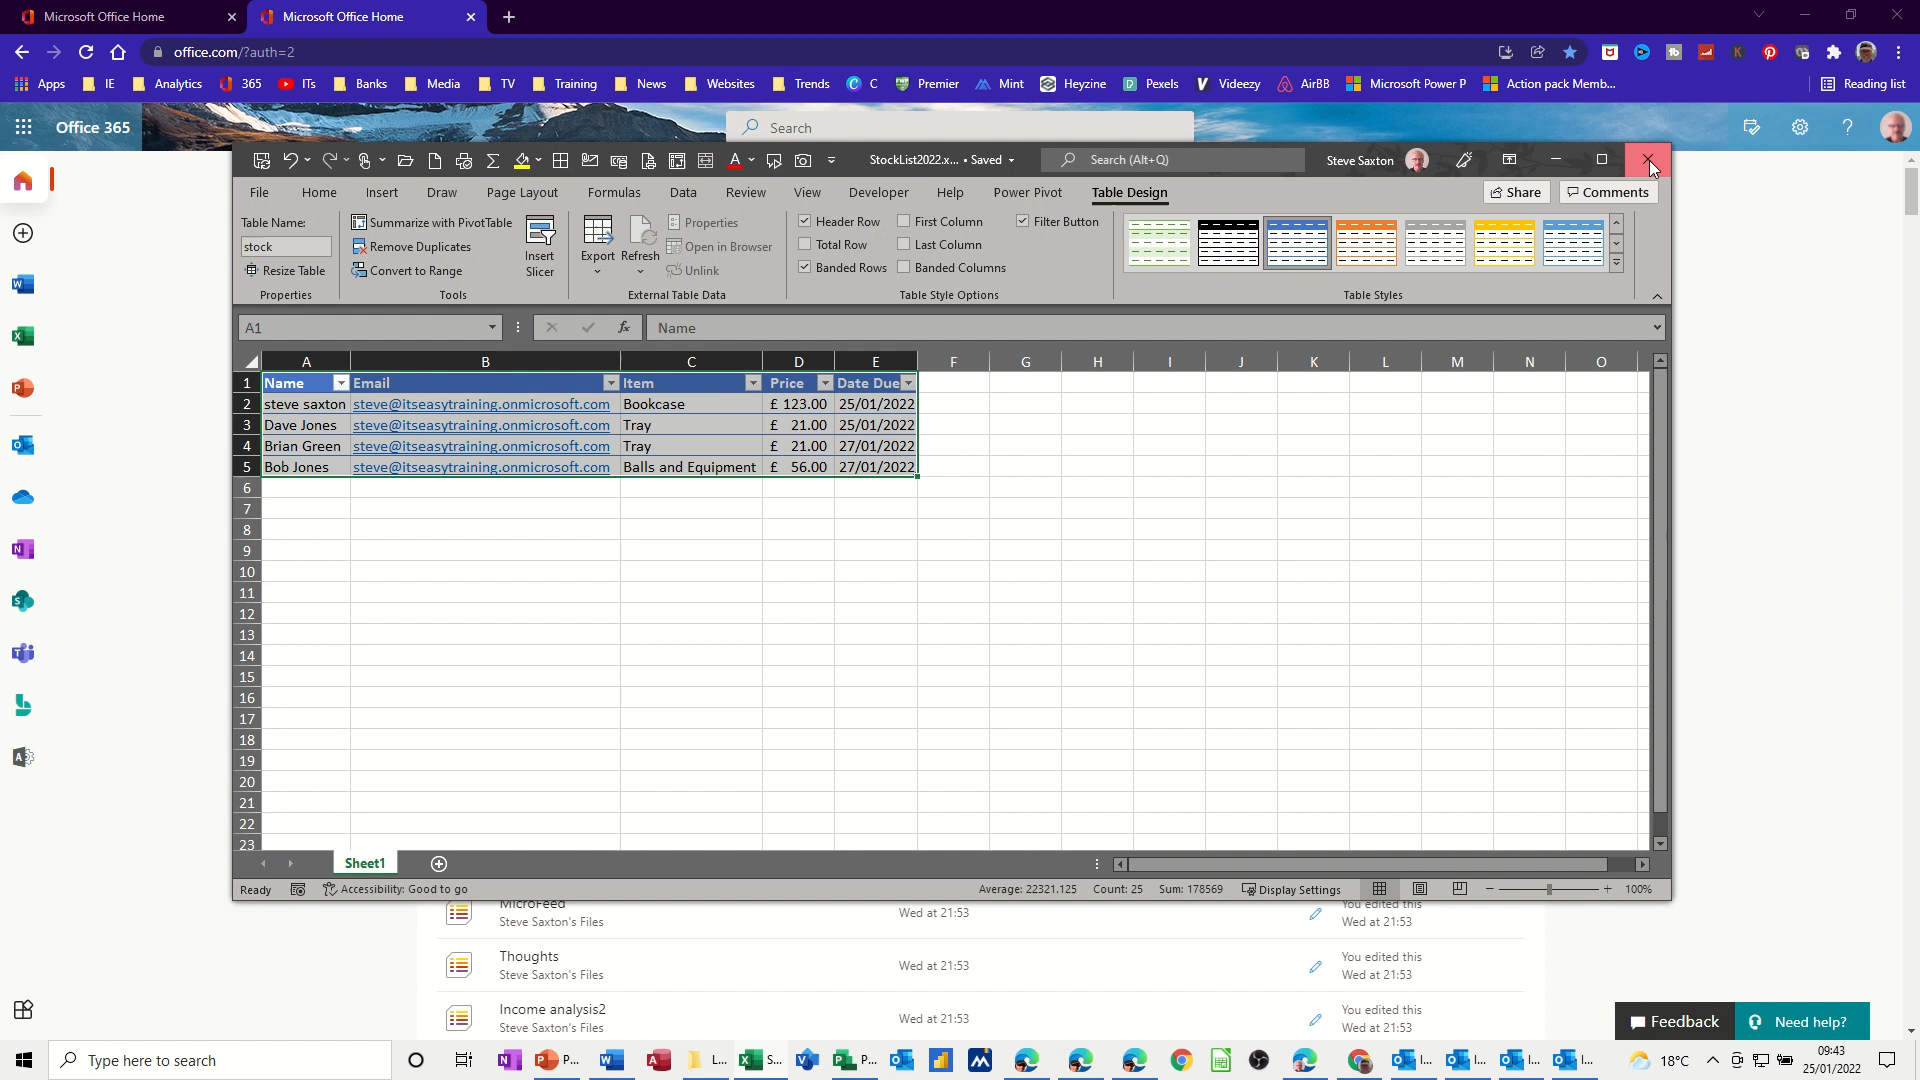 Microsoft Office Home
Microsoft Office Home
office.com/?auth=2
Apps IE Analytics 365 ITs Banks Media TV Training News Websites Trends C Premier Mint Heyzine Pexels Videezy AirBB Microsoft Power P Action pack Memb... Reading list
Office 365
Search
StockList2022.x... • Saved
Search (Alt+Q)
Steve Saxton
File Home Insert Draw Page Layout Formulas Data Review View Developer Help Power Pivot Table Design
Share Comments
Table Name:
stock
Resize Table
Properties
Summarize with PivotTable
Remove Duplicates
Convert to Range
Insert
Slicer
Tools
Export Refresh
Properties
Open in Browser
Unlink
External Table Data
Header Row First Column Filter Button
Total Row Last Column
Banded Rows Banded Columns
Table Style Options
Table Styles
A1
fx
Name
A B C D E F G H I J K L M N O
1 Name Email Item Price Date Due
2 steve saxton steve@itseasytraining.onmicrosoft.com Bookcase £ 123.00 25/01/2022
3 Dave Jones steve@itseasytraining.onmicrosoft.com Tray £ 21.00 25/01/2022
4 Brian Green steve@itseasytraining.onmicrosoft.com Tray £ 21.00 27/01/2022
5 Bob Jones steve@itseasytraining.onmicrosoft.com Balls and Equipment £ 56.00 27/01/2022
6
7
8
9
10
11
12
13
14
15
16
17
18
19
20
21
22
23
Sheet1
Ready
Accessibility: Good to go
Average: 22321.125 Count: 25 Sum: 178569
Display Settings
100%
MicroFeed
Steve Saxton's Files
Wed at 21:53
You edited this
Wed at 21:53
Thoughts
Steve Saxton's Files
Wed at 21:53
You edited this
Wed at 21:53
Income analysis2
Steve Saxton's Files
Wed at 21:53
You edited this
Wed at 21:53
Feedback
Need help?
Type here to search
P...
L...
S...
P...
I...
I...
I...
I...
18°C
09:43
25/01/2022